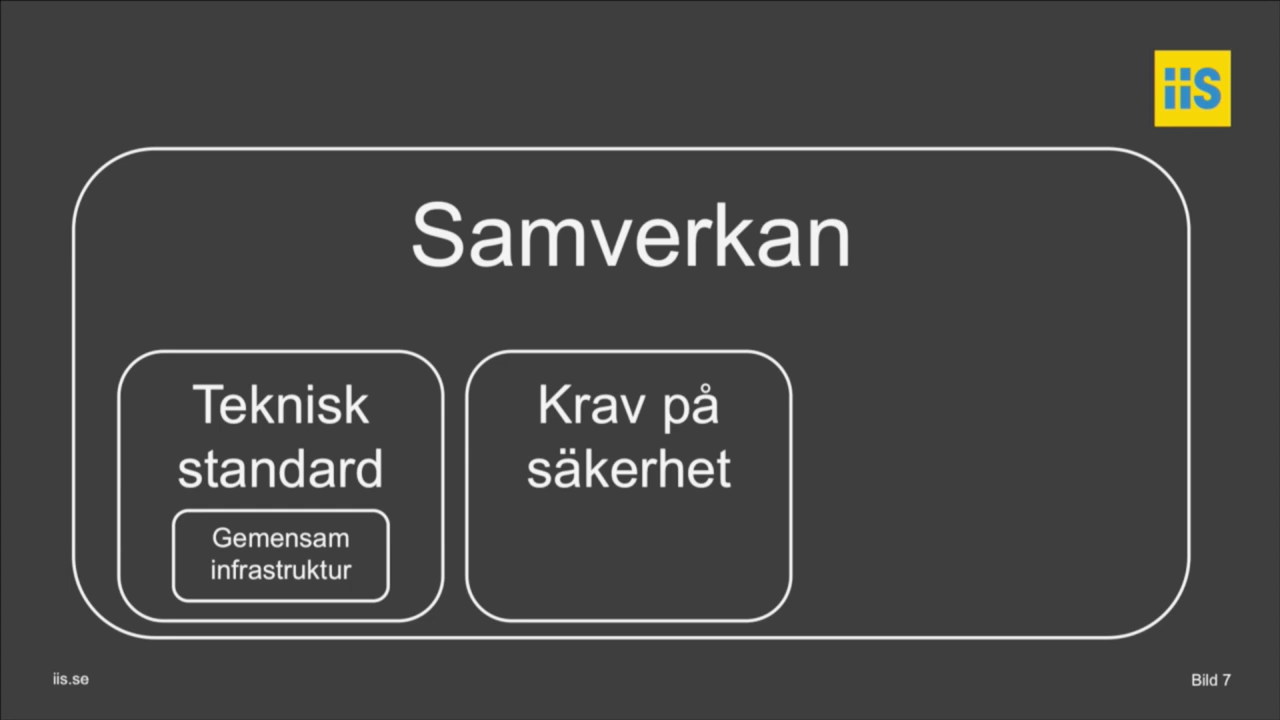 iis
Samverkan
Teknisk
standard
Gemensam
infrastruktur
Krav på
säkerhet
iis.se
Bild 7